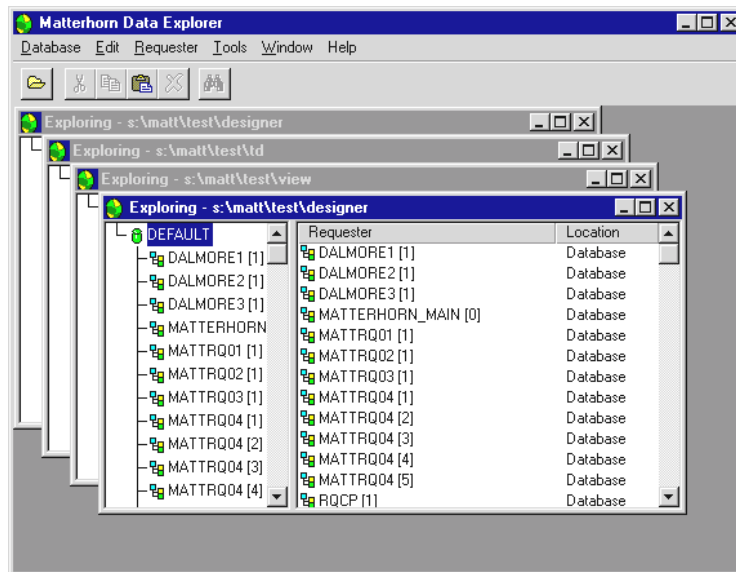 Matterhorn Data Explorer
Database Edit Requester Tools Window Help
Exploring - s:\matt\test\designer
Exploring - s:\matt\test\td
Exploring - s:\matt\test\view
Exploring - s:\matt\test\designer
DEFAULT
DALMORE1 [1]
DALMORE2 [1]
DALMORE3 [1]
MATTERHORN
MATTRQ01 [1]
MATTRQ02 [1]
MATTRQ03 [1]
MATTRQ04 [1]
MATTRQ04 [2]
MATTRQ04 [3]
MATTRQ04 [4]
Requester Location
DALMORE1 [1] Database
DALMORE2 [1] Database
DALMORE3 [1] Database
MATTERHORN_MAIN [0] Database
MATTRQ01 [1] Database
MATTRQ02 [1] Database
MATTRQ03 [1] Database
MATTRQ04 [1] Database
MATTRQ04 [2] Database
MATTRQ04 [3] Database
MATTRQ04 [4] Database
MATTRQ04 [5] Database
RQCP [1] Database